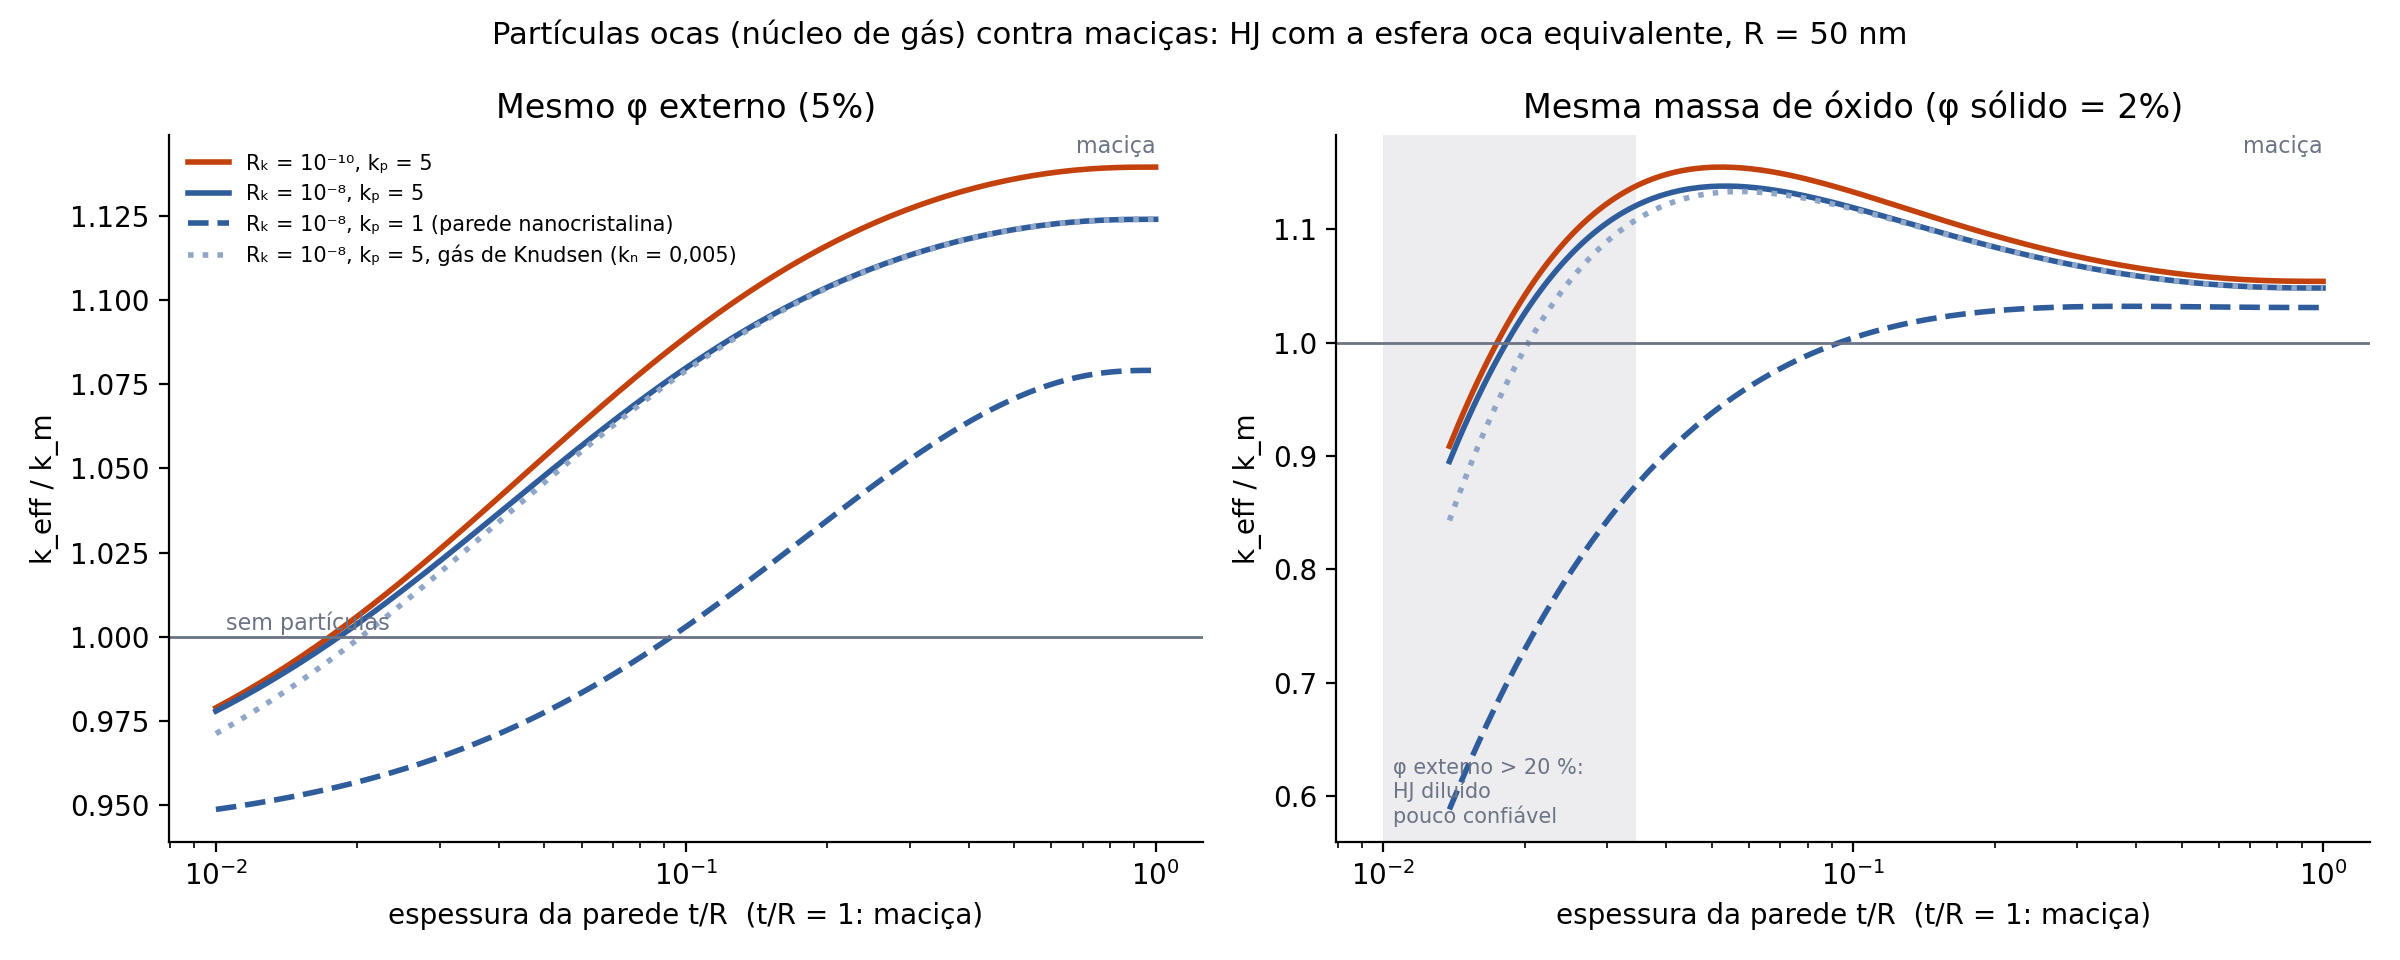 Partículas ocas (núcleo de gás) contra maciças: HJ com a esfera oca equivalente, R = 50 nm
Mesmo φ externo (5%)
maciça
Rₖ = 10⁻¹⁰, kₚ = 5
Rₖ = 10⁻⁸, kₚ = 5
Rₖ = 10⁻⁸, kₚ = 1 (parede nanocristalina)
Rₖ = 10⁻⁸, kₚ = 5, gás de Knudsen (kₙ = 0,005)
sem partículas
k_eff / k_m
1.125
1.100
1.075
1.050
1.025
1.000
0.975
0.950
10⁻²
10⁻¹
10⁰
espessura da parede t/R (t/R = 1: maciça)
Mesma massa de óxido (φ sólido = 2%)
maciça
k_eff / k_m
1.1
1.0
0.9
0.8
0.7
0.6
φ externo > 20 %:
HJ diluído
pouco confiável
10⁻²
10⁻¹
10⁰
espessura da parede t/R (t/R = 1: maciça)